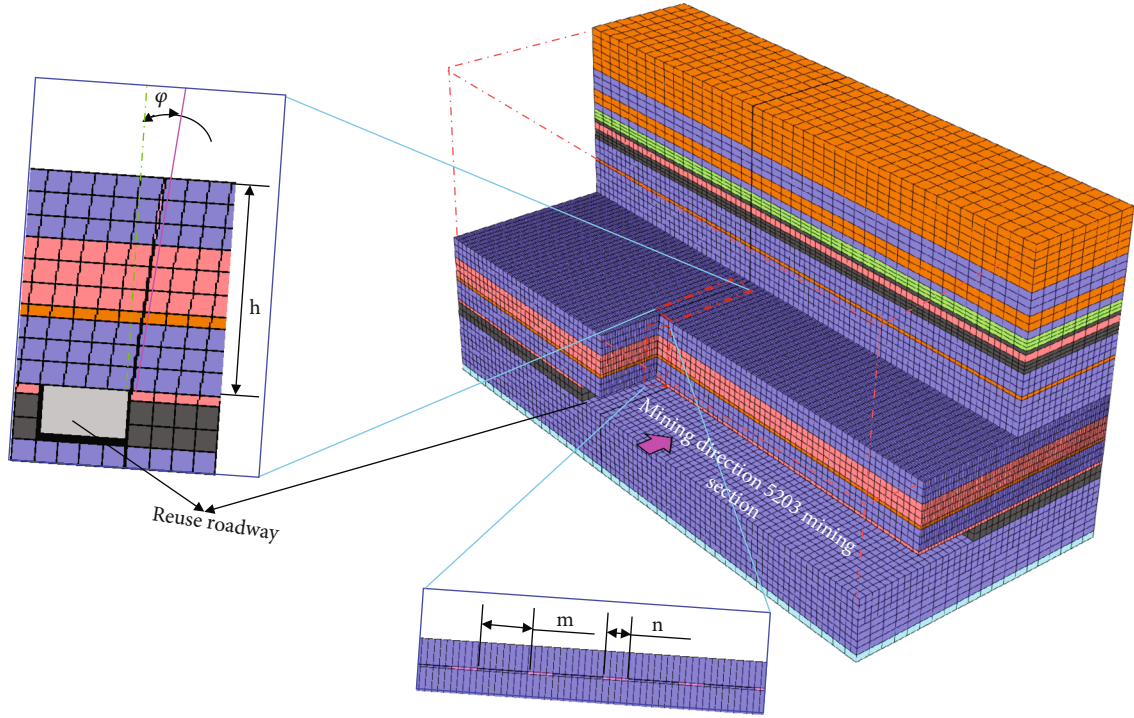 φ
h
Reuse roadway
Mining direction 5203 mining
section
m
n